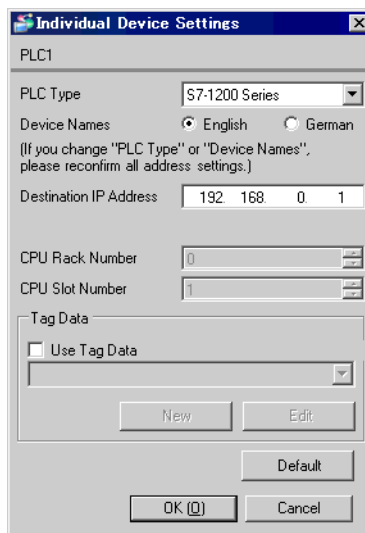 Individual Device Settings
PLC1
PLC Type S7-1200 Series
Device Names English German
(If you change "PLC Type" or "Device Names",
please reconfirm all address settings.)
Destination IP Address 192. 168. 0. 1
CPU Rack Number 0
CPU Slot Number 1
Tag Data
Use Tag Data
New Edit
Default
OK (O) Cancel